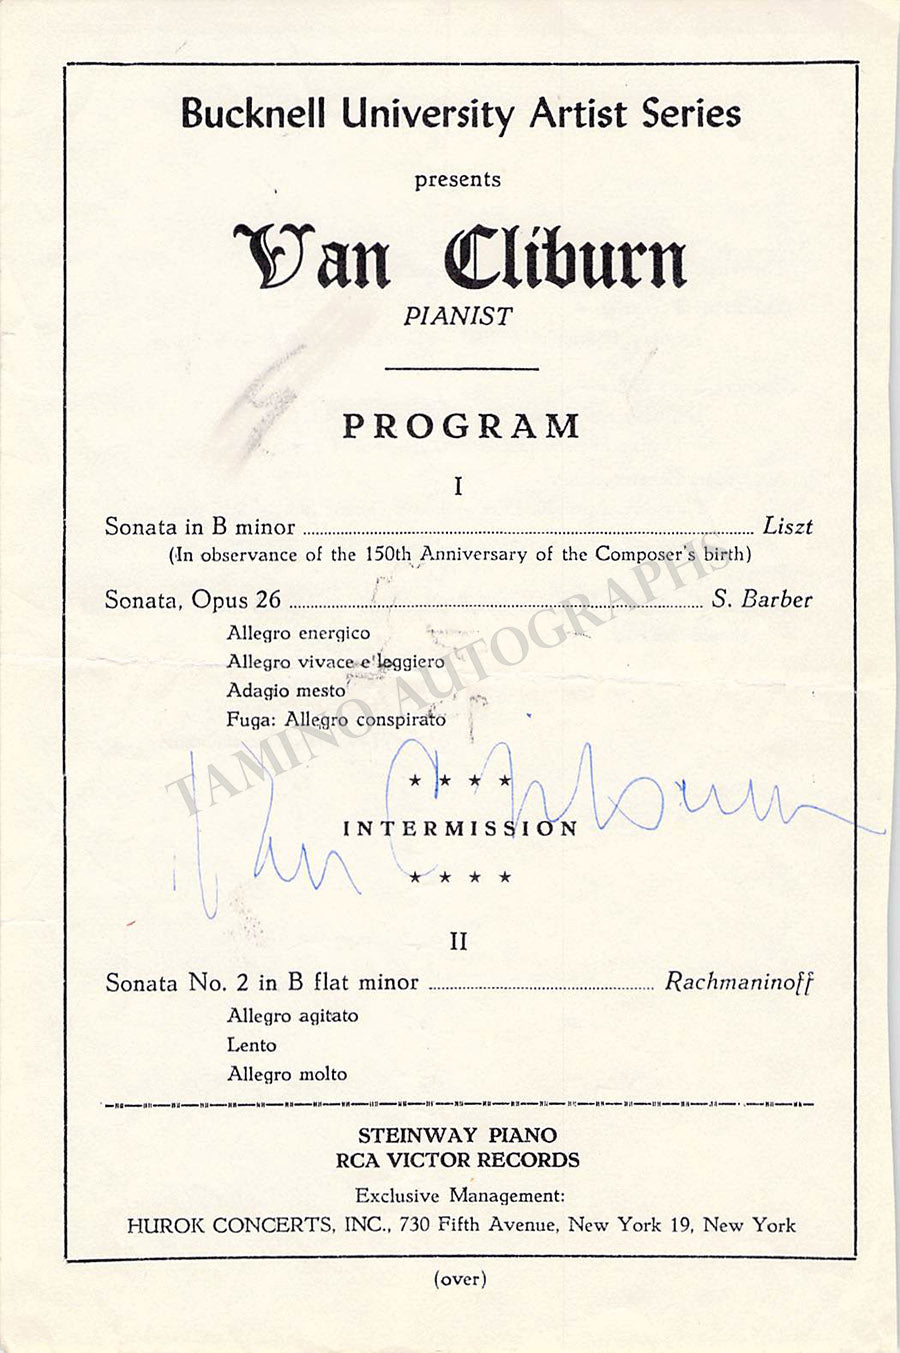 Bucknell University Artist Series
presents
Van Cliburn
PIANIST
PROGRAM
I
Sonata in B minor ........ Liszt
(In observance of the 150th Anniversary of the Composer's birth)
Sonata, Opus 26 ........ S. Barber
Allegro energico
Allegro vivace e leggiero
Adagio mesto
Fuga: Allegro conspirato
TAMINO AUTOGRAPHS
Van Cliburn
★ ★ ★ ★
INTERMISSION
★ ★ ★ ★
II
Sonata No. 2 in B flat minor ........ Rachmaninoff
Allegro agitato
Lento
Allegro molto
STEINWAY PIANO
RCA VICTOR RECORDS
Exclusive Management:
HUROK CONCERTS, INC., 730 Fifth Avenue, New York 19, New York
(over)